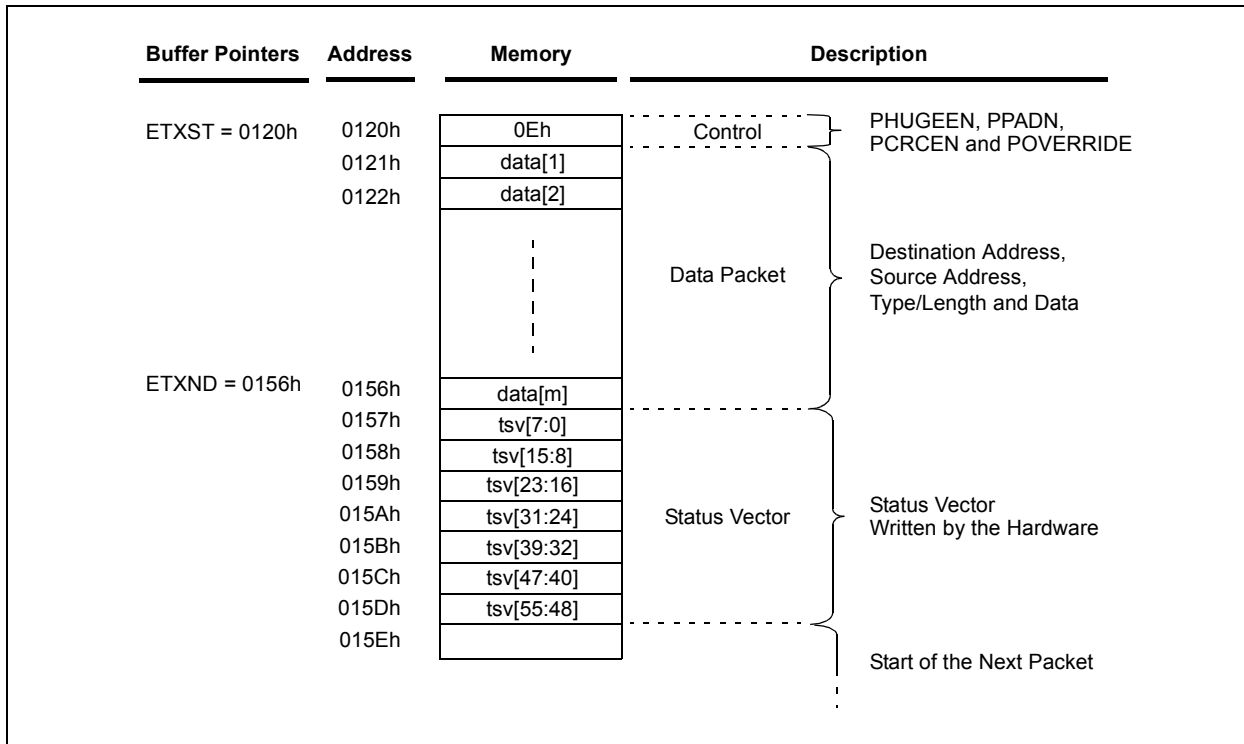 Buffer Pointers Address Memory Description
ETXST = 0120h 0120h 0Eh Control PHUGEEN, PPADN,
PCRCEN and POVERRIDE
0121h data[1]
0122h data[2]
Data Packet
Destination Address,
Source Address,
Type/Length and Data
ETXND = 0156h 0156h data[m]
0157h tsv[7:0]
0158h tsv[15:8]
0159h tsv[23:16]
015Ah tsv[31:24] Status Vector Status Vector
Written by the Hardware
015Bh tsv[39:32]
015Ch tsv[47:40]
015Dh tsv[55:48]
015Eh
Start of the Next Packet